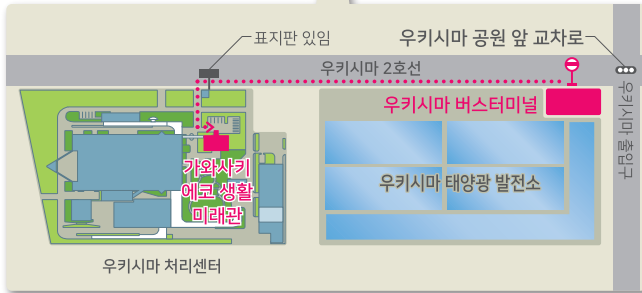 표지판 있임
우키시마 공원 앞 교차로
우키시마 2호선
우키시마 버스터미널
우키시마 출입구
가와사키
에코 생활
미래관
우키시마 태양광 발전소
우키시마 처리센터